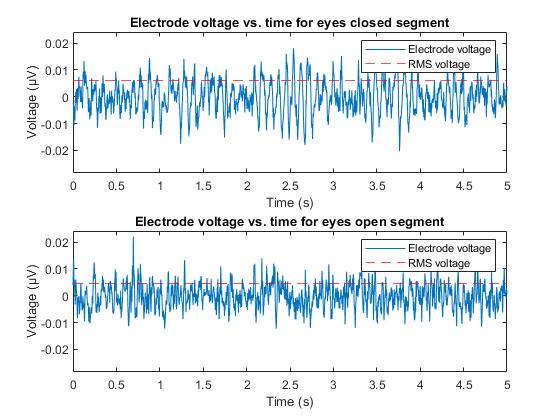 Electrode voltage vs. time for eyes closed segment
Electrode voltage
RMS voltage
0.02
0.01
0
-0.01
-0.02
Voltage (μV)
0 0.5 1 1.5 2 2.5 3 3.5 4 4.5 5
Time (s)
Electrode voltage vs. time for eyes open segment
Electrode voltage
RMS voltage
0.02
0.01
0
-0.01
-0.02
Voltage (μV)
0 0.5 1 1.5 2 2.5 3 3.5 4 4.5 5
Time (s)